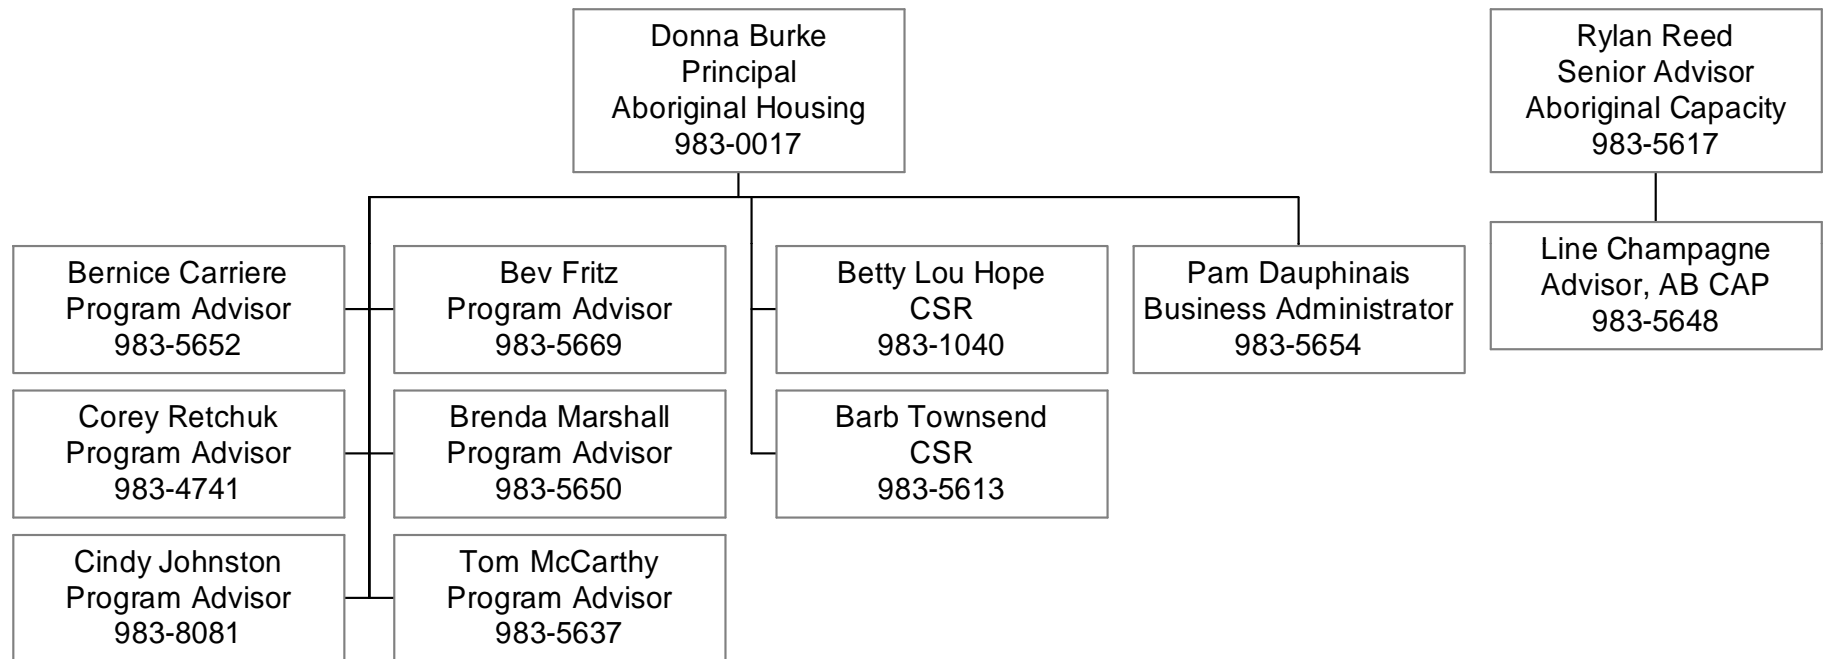 Donna Burke
Principal
Aboriginal Housing
983-0017
Rylan Reed
Senior Advisor
Aboriginal Capacity
983-5617
Bernice Carriere
Program Advisor
983-5652
Bev Fritz
Program Advisor
983-5669
Betty Lou Hope
CSR
983-1040
Pam Dauphinais
Business Administrator
983-5654
Line Champagne
Advisor, AB CAP
983-5648
Corey Retchuk
Program Advisor
983-4741
Brenda Marshall
Program Advisor
983-5650
Barb Townsend
CSR
983-5613
Cindy Johnston
Program Advisor
983-8081
Tom McCarthy
Program Advisor
983-5637